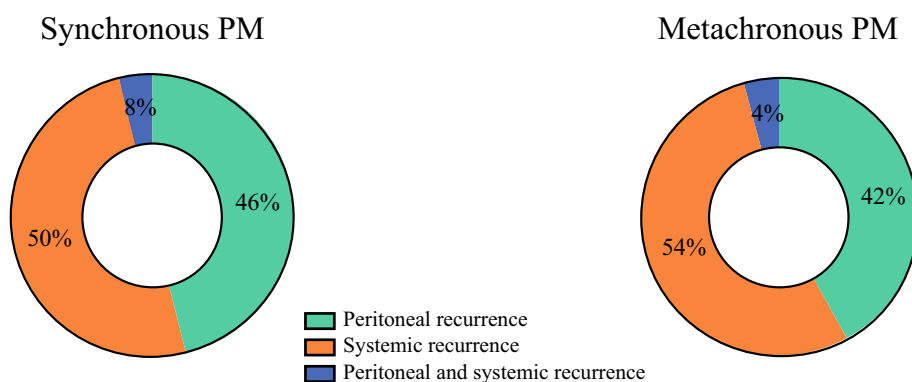 Synchronous PM
Metachronous PM
8%
46%
50%
4%
42%
54%
Peritoneal recurrence
Systemic recurrence
Peritoneal and systemic recurrence